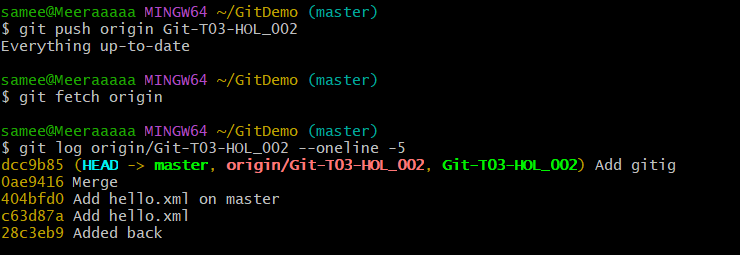 samee@Meeraaaaa MINGW64 ~/GitDemo (master)
$ git push origin Git-T03-HOL_002
Everything up-to-date
samee@Meeraaaaa MINGW64 ~/GitDemo (master)
$ git fetch origin
samee@Meeraaaaa MINGW64 ~/GitDemo (master)
$ git log origin/Git-T03-HOL_002 --oneline -5
dcc9b85 (HEAD -> master, origin/Git-T03-HOL_002, Git-T03-HOL_002) Add gitig
0ae9416 Merge
404bfd0 Add hello.xml on master
c63d87a Add hello.xml
28c3eb9 Added back